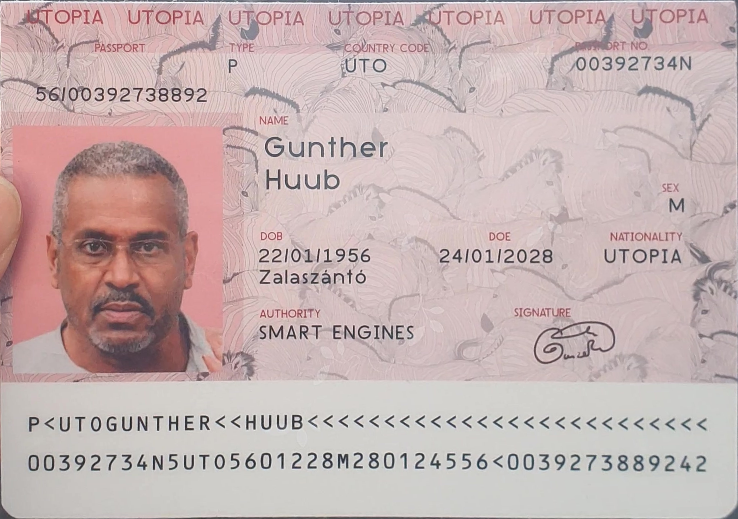 UTOPIA UTOPIA UTOPIA UTOPIA UTOPIA UTOPIA UTOPIA
PASSPORT TYPE COUNTRY CODE PASSPORT NO.
P UTO 00392734N
56/00392738892
NAME
Gunther
Huub
SEX
M
DOB DOE NATIONALITY
22/01/1956 24/01/2028 UTOPIA
Zalaszántó
AUTHORITY SIGNATURE
SMART ENGINES
P<UTOGUNTHER<<HUUB<<<<<<<<<<<<<<<<<<<<<<<<<<
00392734N5UTO5601228M280124556<0039273889242